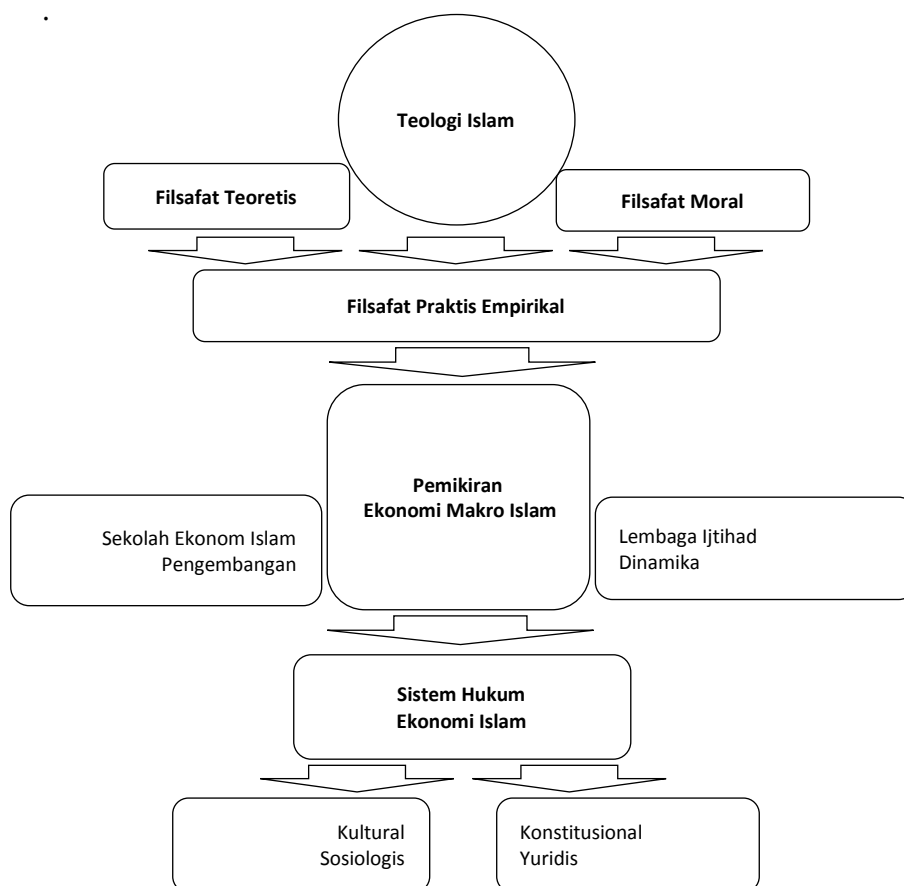 .
Teologi Islam
Filsafat Teoretis
Filsafat Moral
Filsafat Praktis Empirikal
Pemikiran
Ekonomi Makro Islam
Sekolah Ekonom Islam
Pengembangan
Lembaga Ijtihad
Dinamika
Sistem Hukum
Ekonomi Islam
Kultural
Sosiologis
Konstitusional
Yuridis